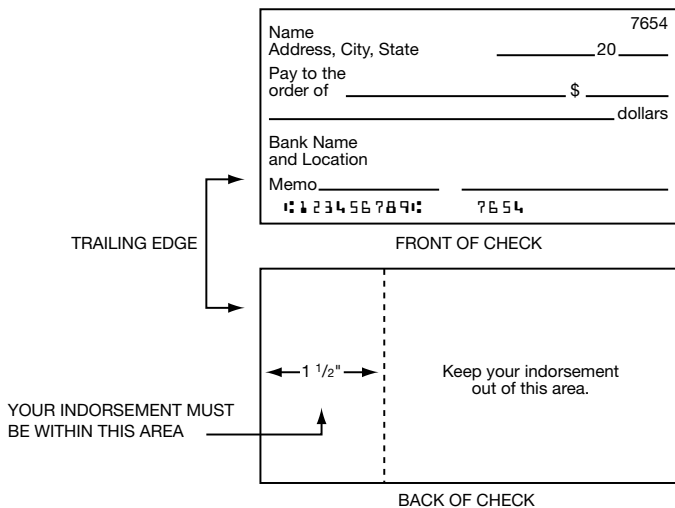 7654
Name
Address, City, State 20
Pay to the
order of $
dollars
Bank Name
and Location
Memo
⑆123456789⑆ 7654
TRAILING EDGE
FRONT OF CHECK
1 1/2"
Keep your indorsement
out of this area.
YOUR INDORSEMENT MUST
BE WITHIN THIS AREA
BACK OF CHECK